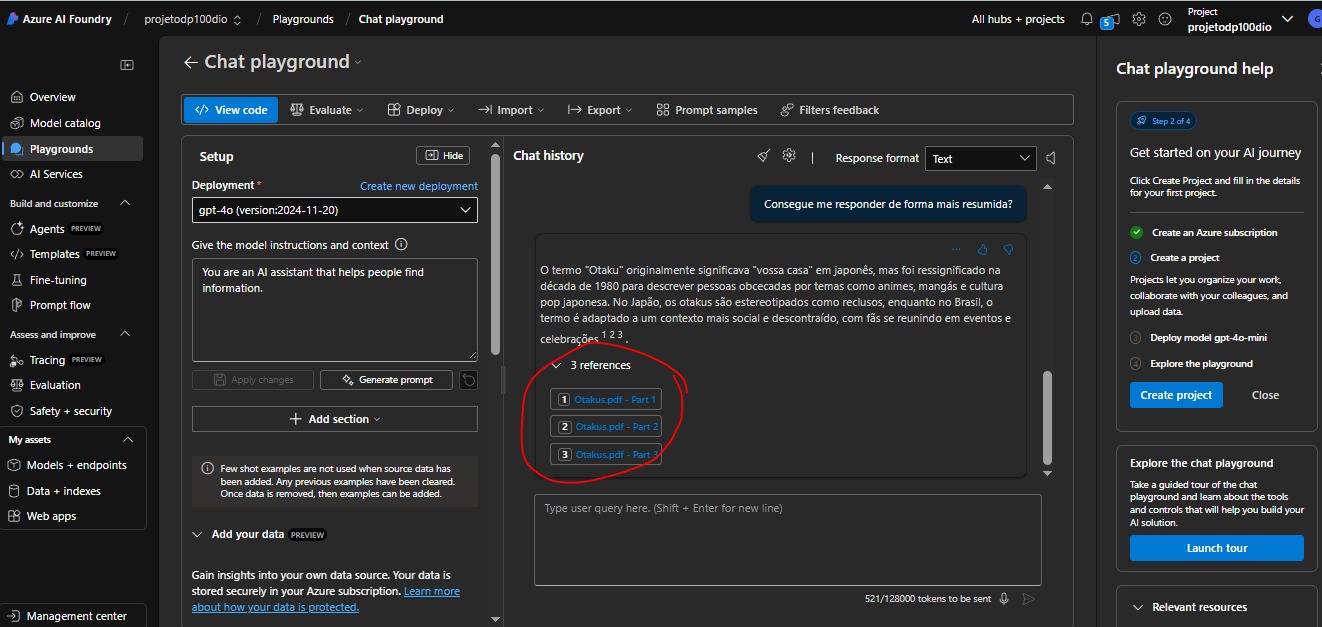 Azure AI Foundry / projetodp100dio / Playgrounds / Chat playground
All hubs + projects
5
Project
projetodp100dio
G
Overview
Model catalog
Playgrounds
AI Services
Build and customize
Agents PREVIEW
Templates PREVIEW
Fine-tuning
Prompt flow
Assess and improve
Tracing PREVIEW
Evaluation
Safety + security
My assets
Models + endpoints
Data + indexes
Web apps
Management center
Chat playground
View code
Evaluate
Deploy
Import
Export
Prompt samples
Filters feedback
Setup
Hide
Deployment *
Create new deployment
gpt-4o (version:2024-11-20)
Give the model instructions and context
You are an AI assistant that helps people find
information.
Apply changes
Generate prompt
Add section
Few shot examples are not used when source data has
been added. Any previous examples have been cleared.
Once data is removed, then examples can be added.
Add your data PREVIEW
Gain insights into your own data source. Your data is
stored securely in your Azure subscription. Learn more
about how your data is protected.
Chat history
Response format
Text
Consegue me responder de forma mais resumida?
O termo "Otaku" originalmente significava "vossa casa" em japonês, mas foi ressignificado na
década de 1980 para descrever pessoas obcecadas por temas como animes, mangás e cultura
pop japonesa. No Japão, os otakus são estereotipados como reclusos, enquanto no Brasil, o
termo é adaptado a um contexto mais social e descontraído, com fãs se reunindo em eventos e
celebrações 1 2 3 .
3 references
1 Otakus.pdf - Part 1
2 Otakus.pdf - Part 2
3 Otakus.pdf - Part 3
Type user query here. (Shift + Enter for new line)
521/128000 tokens to be sent
Chat playground help
Step 2 of 4
Get started on your AI journey
Click Create Project and fill in the details
for your first project.
Create an Azure subscription
2 Create a project
Projects let you organize your work,
collaborate with your colleagues, and
upload data.
3 Deploy model gpt-4o-mini
4 Explore the playground
Create project
Close
Explore the chat playground
Take a guided tour of the chat
playground and learn about the tools
and controls that will help you build your
AI solution.
Launch tour
Relevant resources